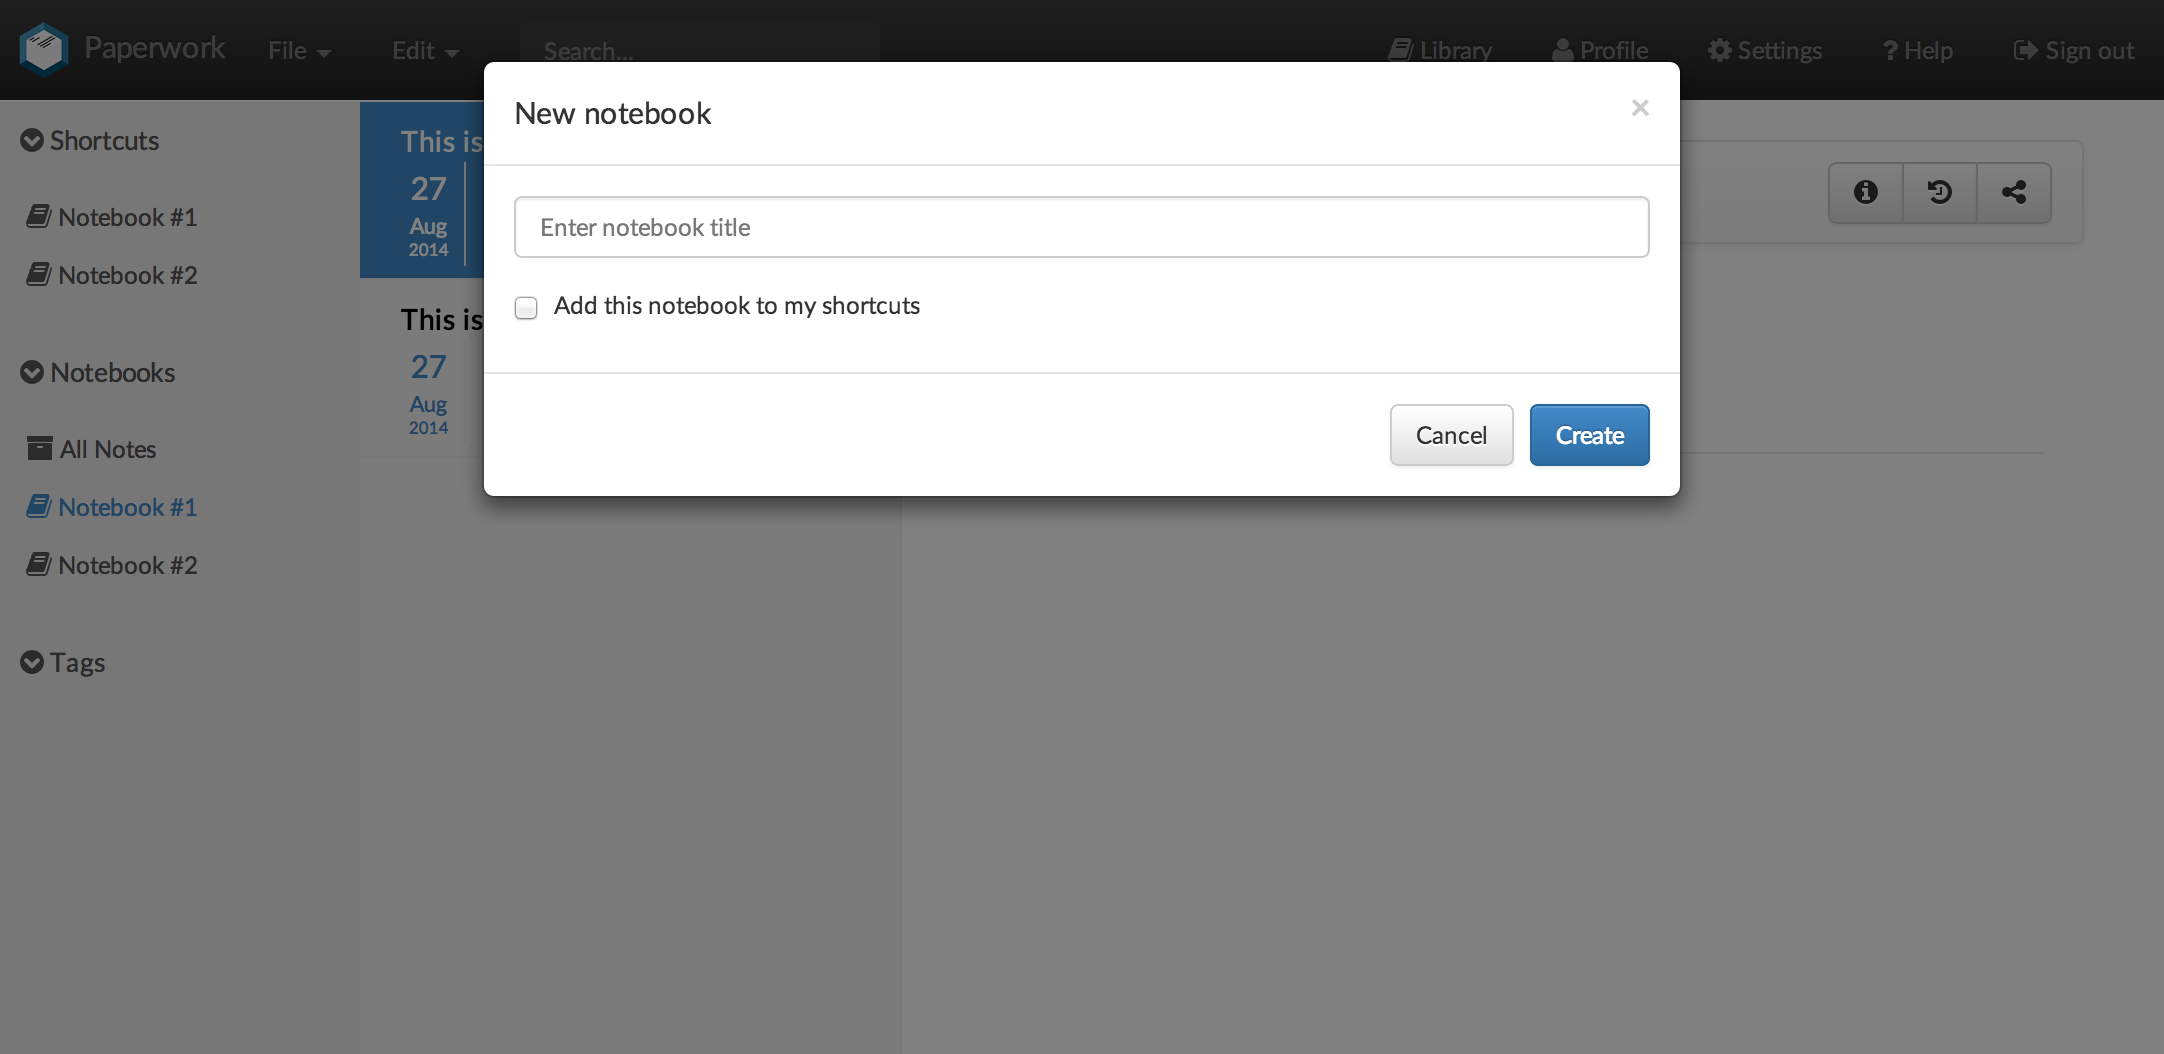 Paperwork
File
Edit
Search...
Library
Profile
Settings
? Help
Sign out
Shortcuts
Notebook #1
Notebook #2
Notebooks
All Notes
Notebook #1
Notebook #2
Tags
This is
27
Aug
2014
This is
27
Aug
2014
New notebook
×
Enter notebook title
Add this notebook to my shortcuts
Cancel
Create